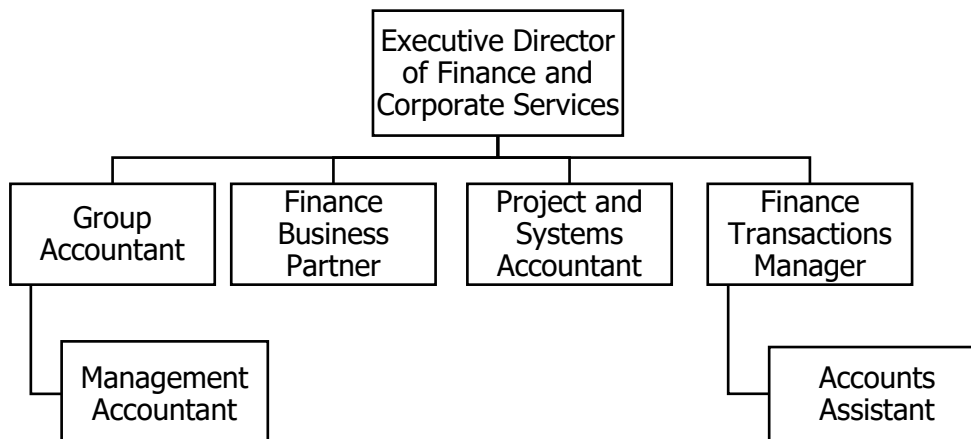 Executive Director
of Finance and
Corporate Services
Group
Accountant
Finance
Business
Partner
Project and
Systems
Accountant
Finance
Transactions
Manager
Management
Accountant
Accounts
Assistant